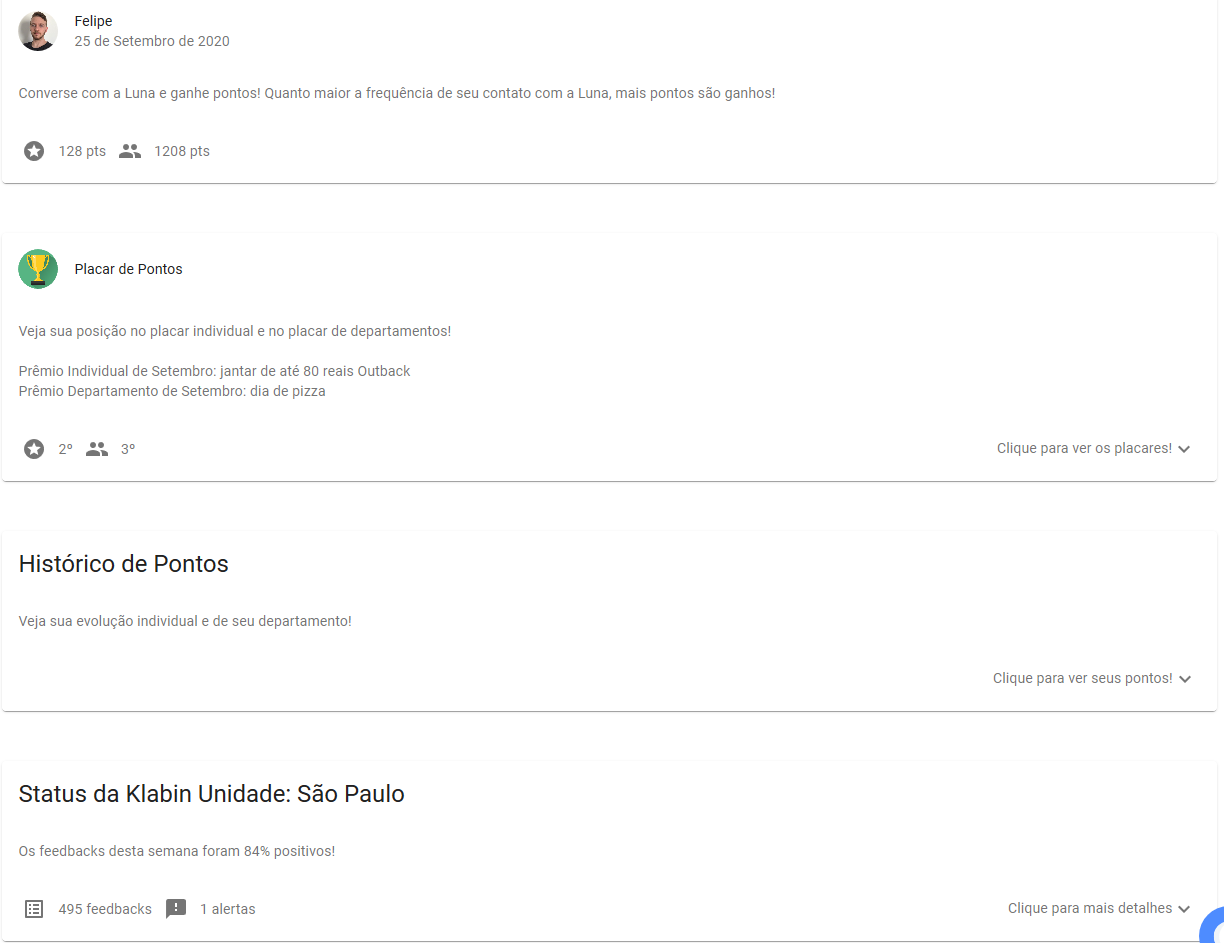 Felipe
25 de Setembro de 2020
Converse com a Luna e ganhe pontos! Quanto maior a frequência de seu contato com a Luna, mais pontos são ganhos!
128 pts 1208 pts
Placar de Pontos
Veja sua posição no placar individual e no placar de departamentos!
Prêmio Individual de Setembro: jantar de até 80 reais Outback
Prêmio Departamento de Setembro: dia de pizza
2º 3º Clique para ver os placares!
Histórico de Pontos
Veja sua evolução individual e de seu departamento!
Clique para ver seus pontos!
Status da Klabin Unidade: São Paulo
Os feedbacks desta semana foram 84% positivos!
495 feedbacks 1 alertas Clique para mais detalhes